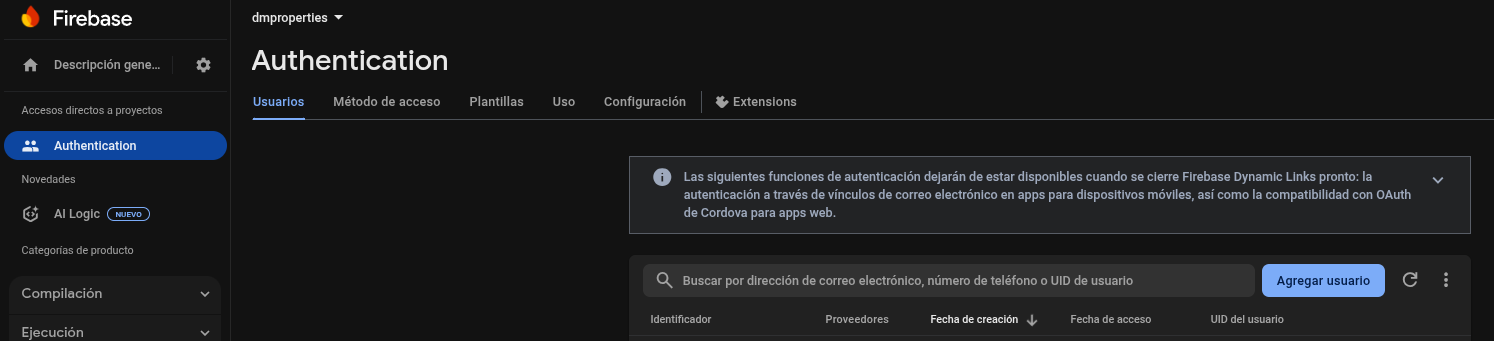 Firebase
dmproperties
Descripción gene...
Authentication
Usuarios
Método de acceso
Plantillas
Uso
Configuración
Extensions
Accesos directos a proyectos
Authentication
Novedades
AI Logic
NUEVO
Categorías de producto
Compilación
Ejecución
Las siguientes funciones de autenticación dejarán de estar disponibles cuando se cierre Firebase Dynamic Links pronto: la
autenticación a través de vínculos de correo electrónico en apps para dispositivos móviles, así como la compatibilidad con OAuth
de Cordova para apps web.
Buscar por dirección de correo electrónico, número de teléfono o UID de usuario
Agregar usuario
Identificador
Proveedores
Fecha de creación
Fecha de acceso
UID del usuario